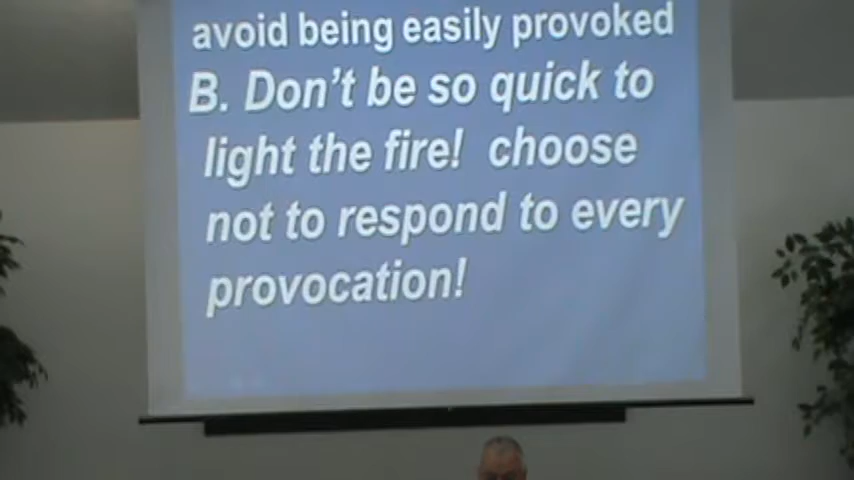 avoid being easily provoked
B. Don't be so quick to
light the fire! choose
not to respond to every
provocation!